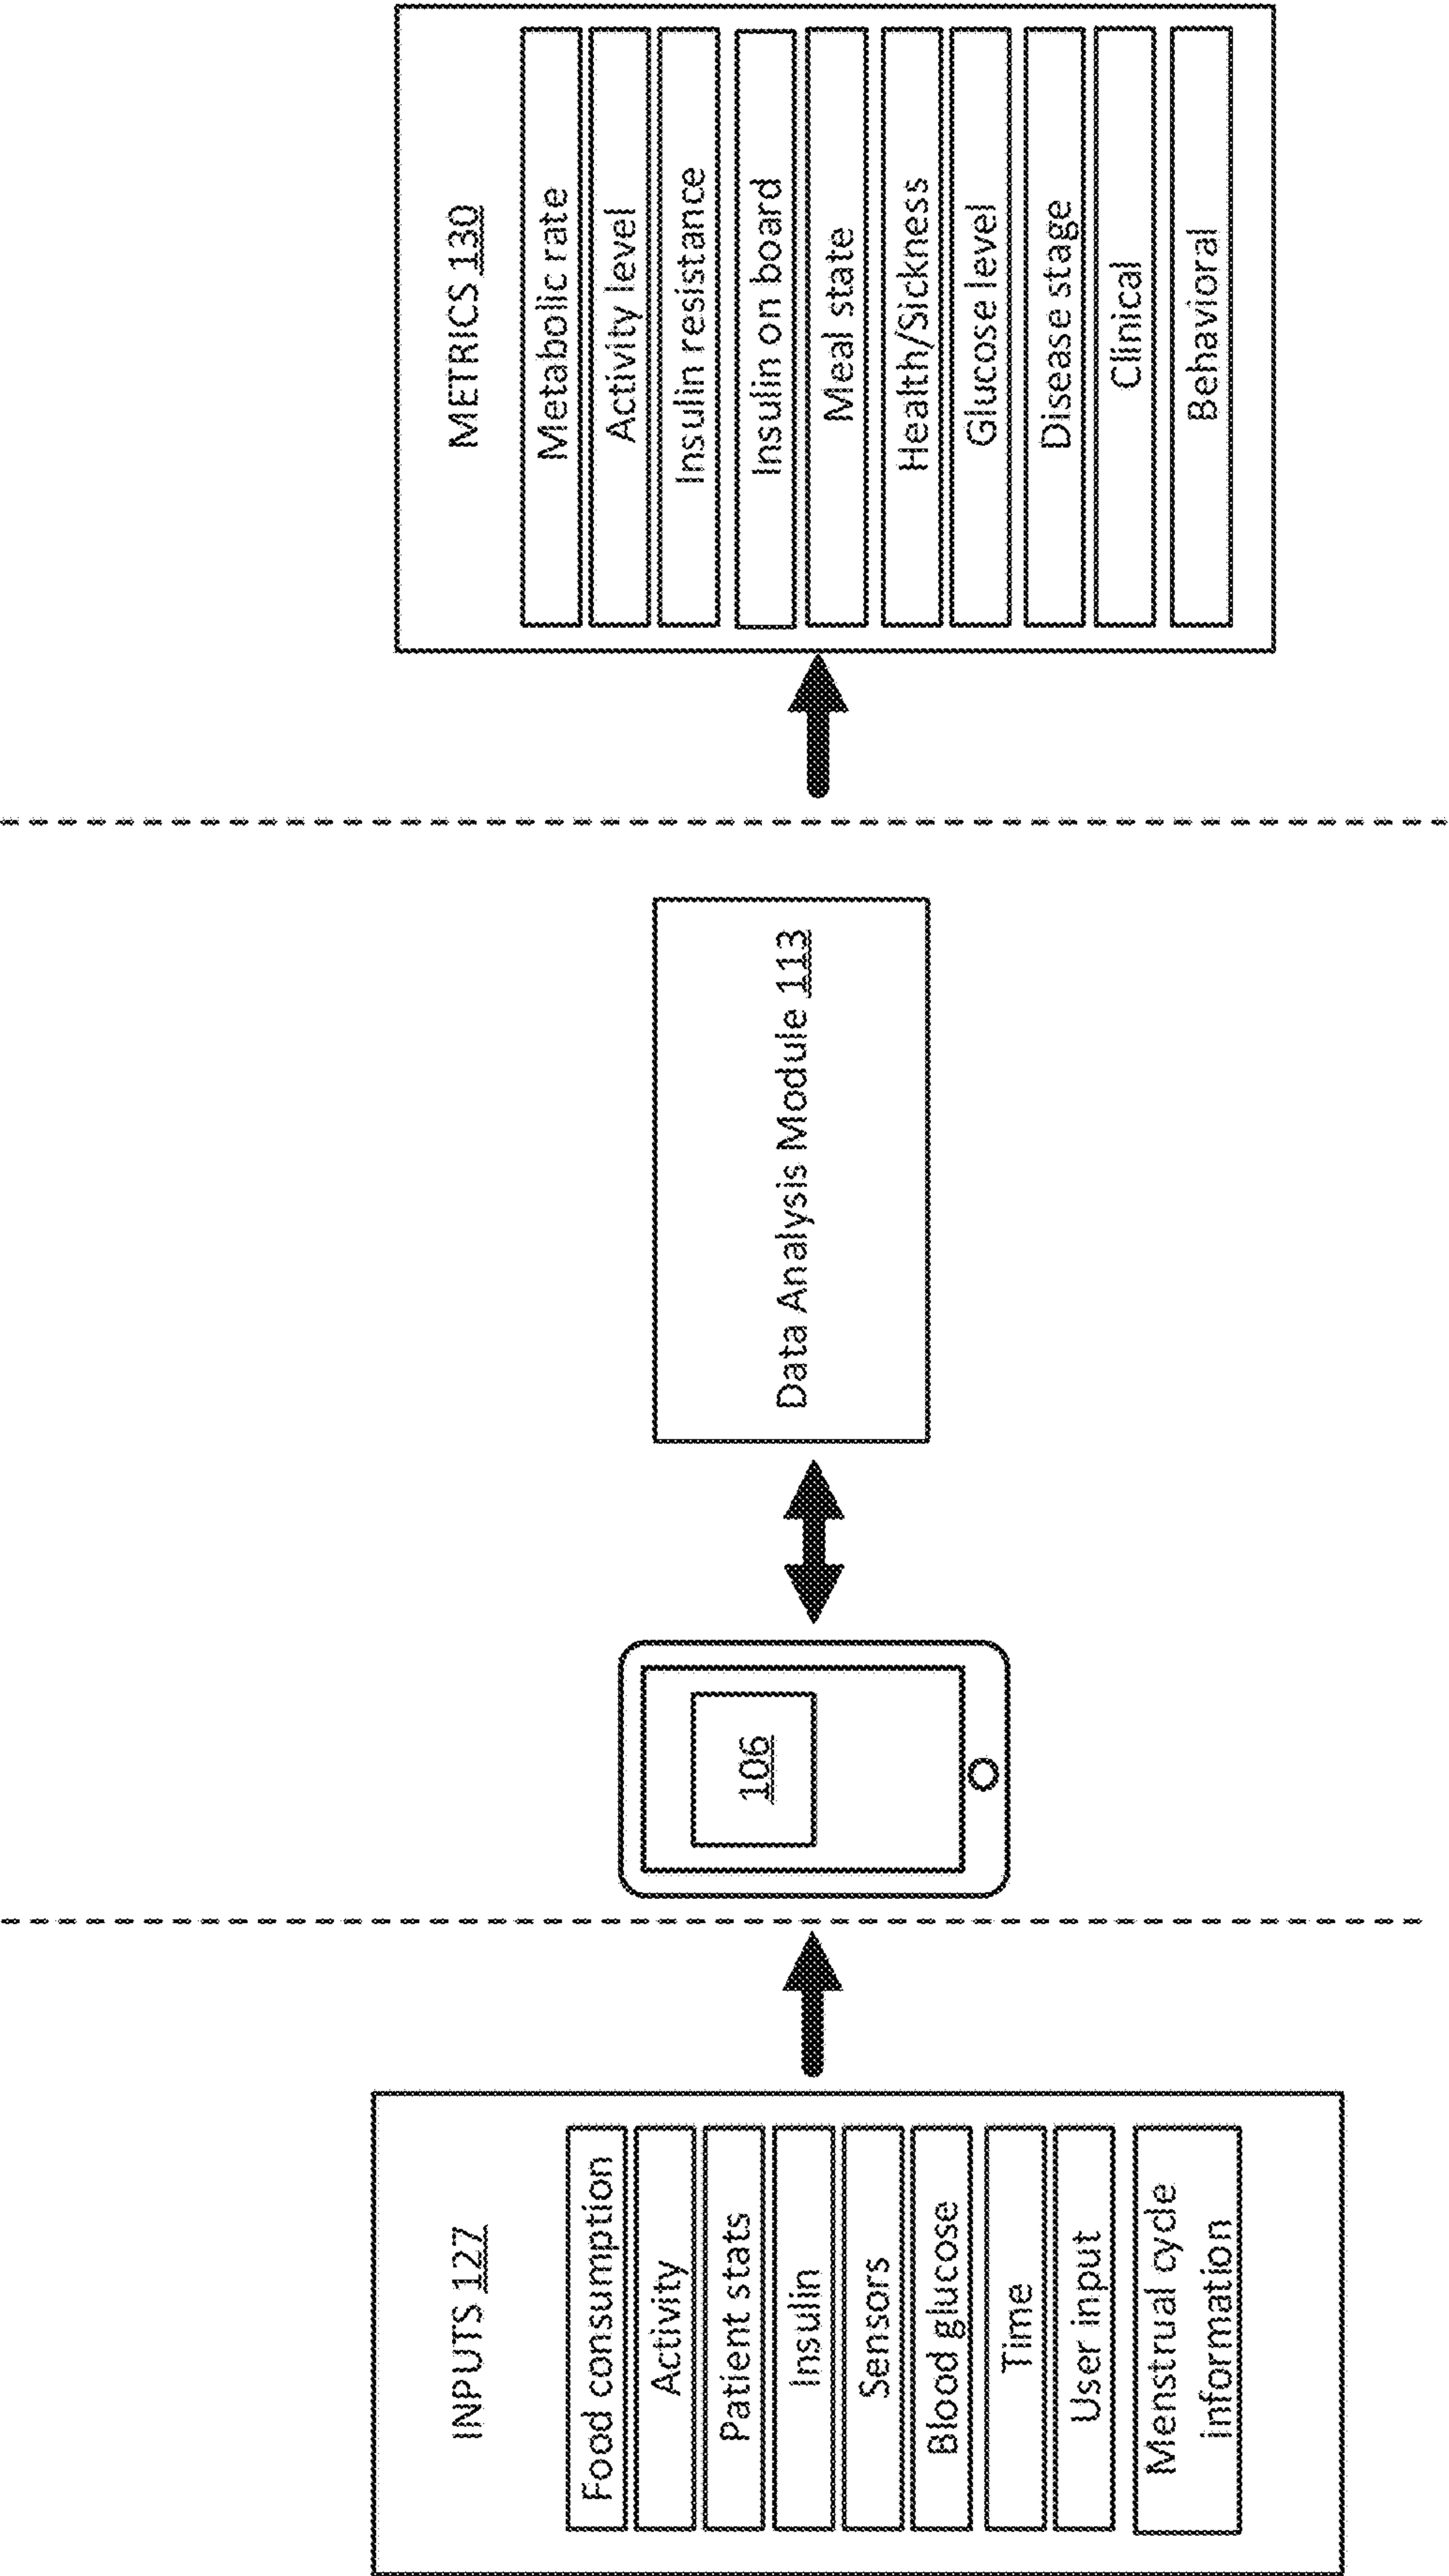 INPUTS 127
Food consumption
Activity
Patient stats
Insulin
Sensors
Blood glucose
Time
User input
Menstrual cycle
information
106
Data Analysis Module 113
METRICS 130
Metabolic rate
Activity level
Insulin resistance
Insulin on board
Meal state
Health/Sickness
Glucose level
Disease stage
Clinical
Behavioral